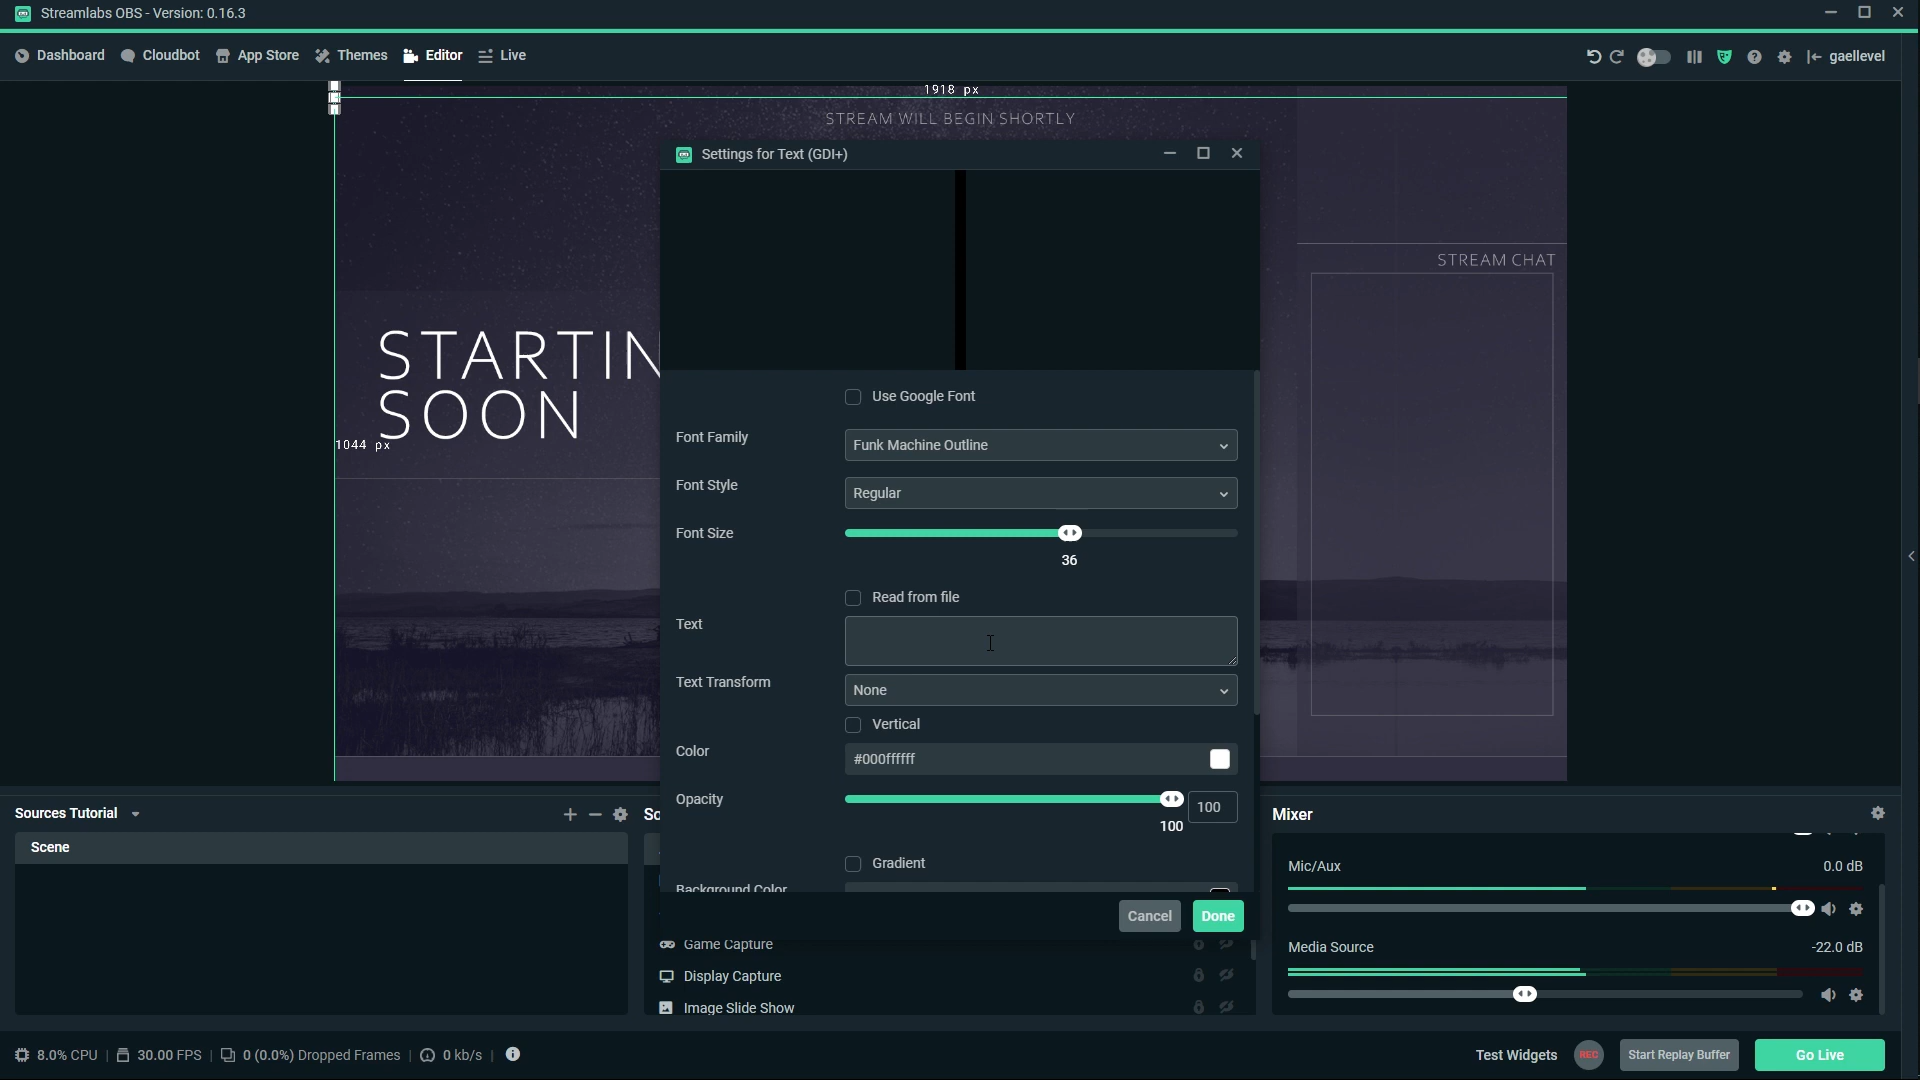 Streamlabs OBS - Version: 0.16.3
Dashboard
Cloudbot
App Store
Themes
Editor
Live
gaellevel
1918 px
STREAM WILL BEGIN SHORTLY
Settings for Text (GDI+)
STREAM CHAT
STARTIN
SOON
1044 px
Use Google Font
Font Family
Funk Machine Outline
Font Style
Regular
Font Size
36
Read from file
Text
Text Transform
None
Vertical
Color
#000ffffff
Opacity
100
100
Gradient
Background Color
Cancel
Done
Sources Tutorial
So
Mixer
Scene
Mic/Aux
0.0 dB
Game Capture
Media Source
-22.0 dB
Display Capture
Image Slide Show
8.0% CPU
30.00 FPS
0 (0.0%) Dropped Frames
0 kb/s
Test Widgets
REC
Start Replay Buffer
Go Live